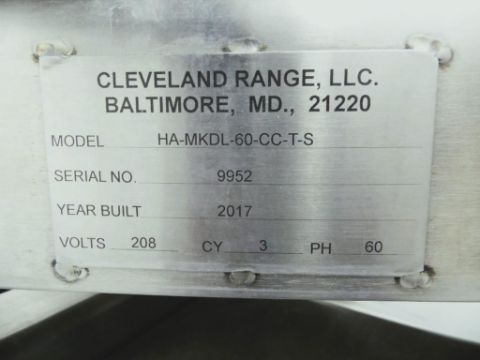 CLEVELAND RANGE, LLC.
BALTIMORE, MD., 21220
MODEL HA-MKDL-60-CC-T-S
SERIAL NO. 9952
YEAR BUILT 2017
VOLTS 208 CY 3 PH 60